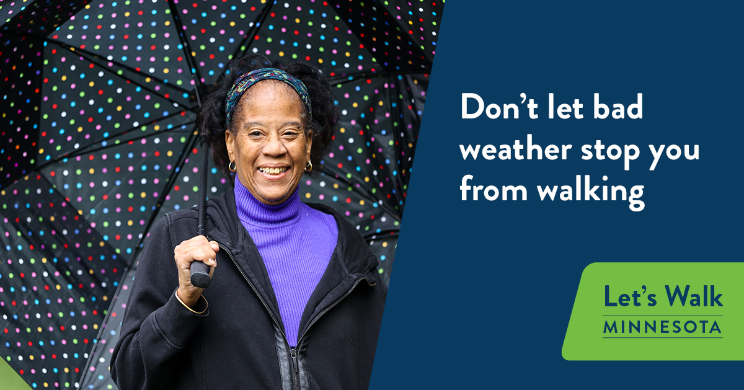 Don’t let bad
weather stop you
from walking
Let’s Walk
MINNESOTA